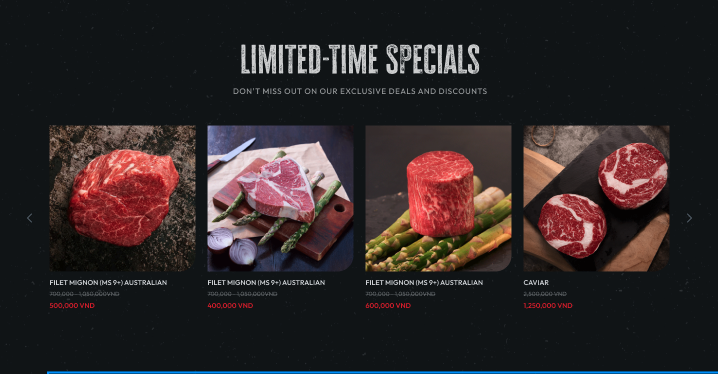 LIMITED-TIME SPECIALS
DON'T MISS OUT ON OUR EXCLUSIVE DEALS AND DISCOUNTS
FILET MIGNON (MS 9+) AUSTRALIAN
700,000 - 1,050,000VND
500,000 VND
FILET MIGNON (MS 9+) AUSTRALIAN
700,000 - 1,050,000VND
400,000 VND
FILET MIGNON (MS 9+) AUSTRALIAN
700,000 - 1,050,000VND
600,000 VND
CAVIAR
2,500,000 VND
1,250,000 VND